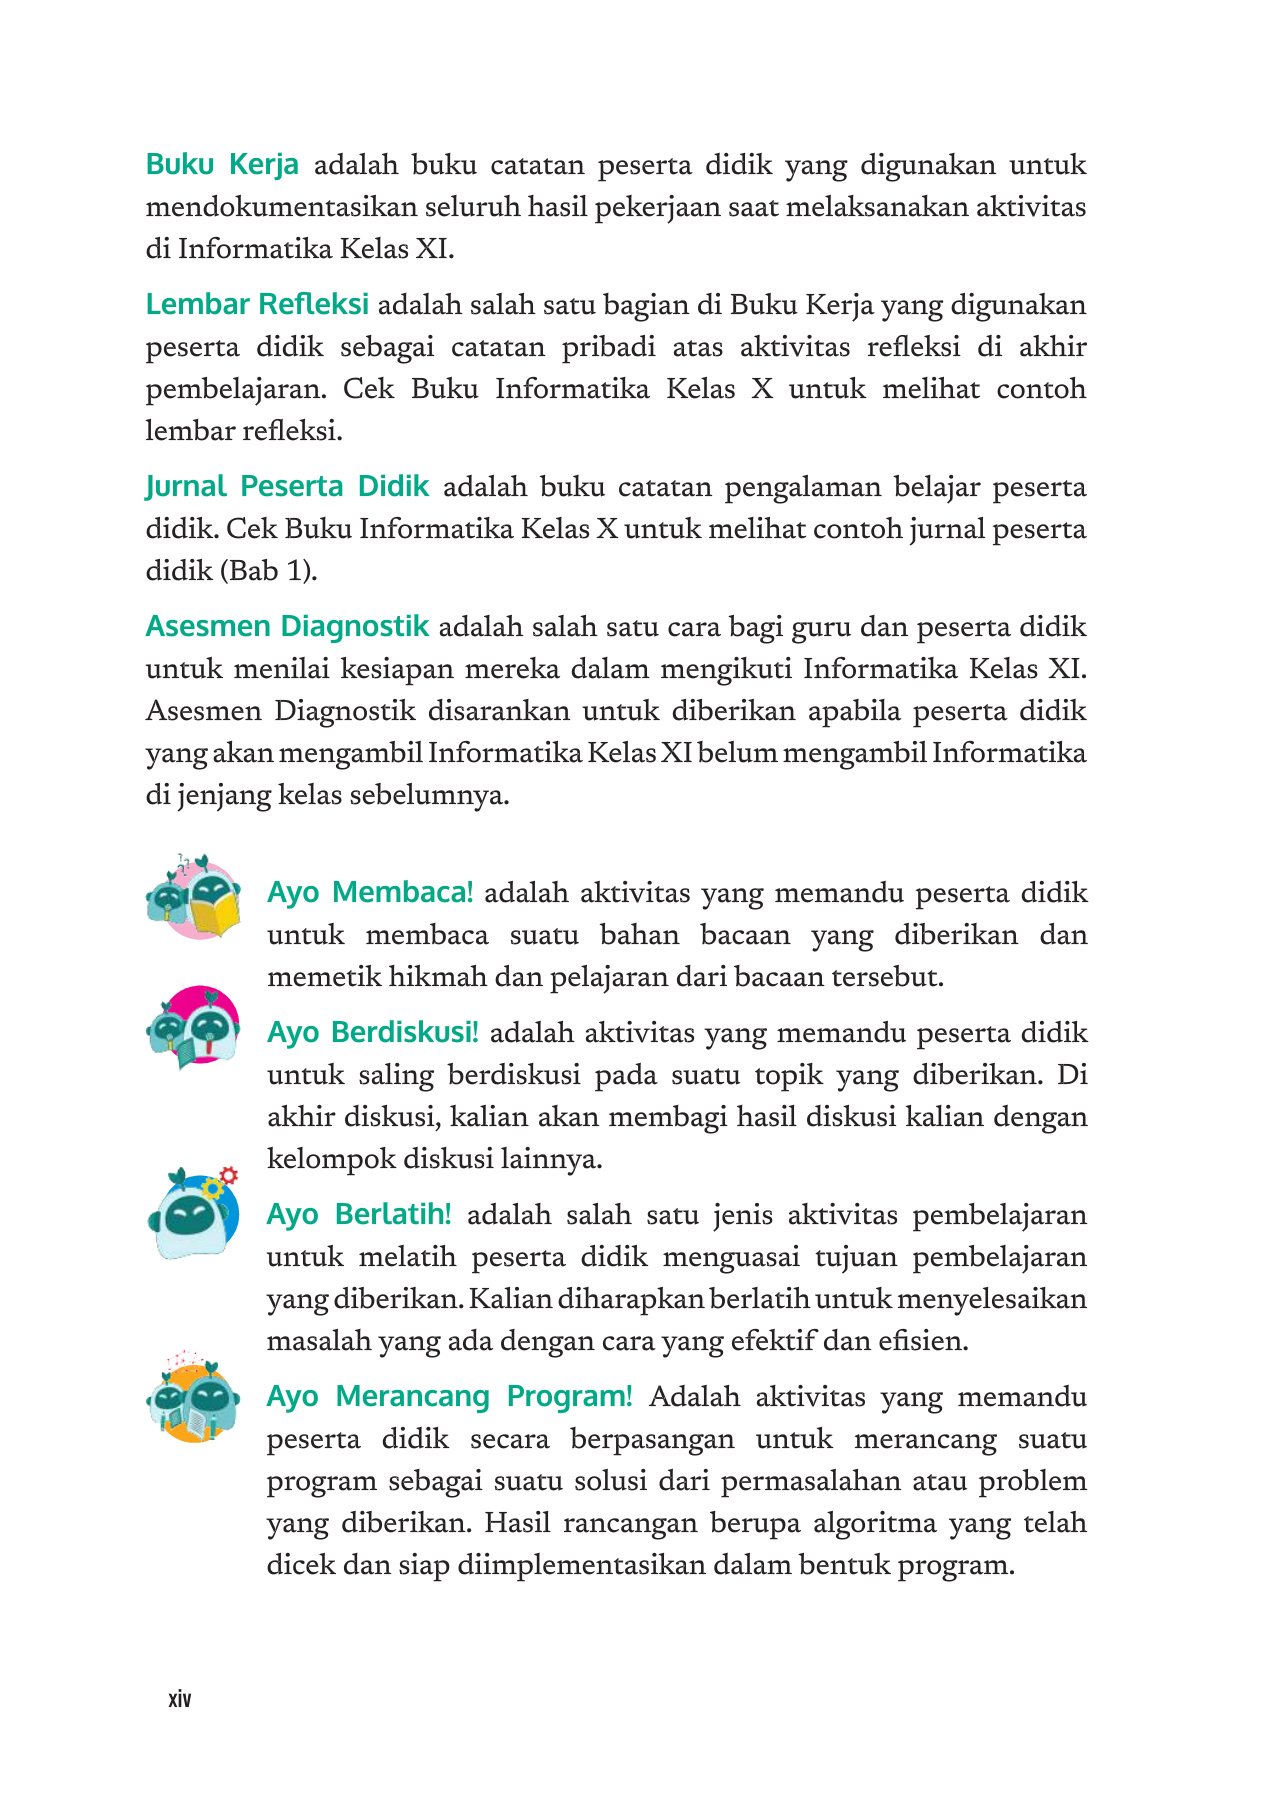 Buku Kerja adalah buku catatan peserta didik yang digunakan untuk
mendokumentasikan seluruh hasil pekerjaan saat melaksanakan aktivitas
di Informatika Kelas XI.
Lembar Refleksi adalah salah satu bagian di Buku Kerja yang digunakan
peserta didik sebagai catatan pribadi atas aktivitas refleksi di akhir
pembelajaran. Cek Buku Informatika Kelas X untuk melihat contoh
lembar refleksi.
Jurnal Peserta Didik adalah buku catatan pengalaman belajar peserta
didik. Cek Buku Informatika Kelas X untuk melihat contoh jurnal peserta
didik (Bab 1).
Asesmen Diagnostik adalah salah satu cara bagi guru dan peserta didik
untuk menilai kesiapan mereka dalam mengikuti Informatika Kelas XI.
Asesmen Diagnostik disarankan untuk diberikan apabila peserta didik
yang akan mengambil Informatika Kelas XI belum mengambil Informatika
di jenjang kelas sebelumnya.
Ayo Membaca! adalah aktivitas yang memandu peserta didik
untuk membaca suatu bahan bacaan yang diberikan dan
memetik hikmah dan pelajaran dari bacaan tersebut.
Ayo Berdiskusi! adalah aktivitas yang memandu peserta didik
untuk saling berdiskusi pada suatu topik yang diberikan. Di
akhir diskusi, kalian akan membagi hasil diskusi kalian dengan
kelompok diskusi lainnya.
Ayo Berlatih! adalah salah satu jenis aktivitas pembelajaran
untuk melatih peserta didik menguasai tujuan pembelajaran
yang diberikan. Kalian diharapkan berlatih untuk menyelesaikan
masalah yang ada dengan cara yang efektif dan efisien.
Ayo Merancang Program! Adalah aktivitas yang memandu
peserta didik secara berpasangan untuk merancang suatu
program sebagai suatu solusi dari permasalahan atau problem
yang diberikan. Hasil rancangan berupa algoritma yang telah
dicek dan siap diimplementasikan dalam bentuk program.
xiv